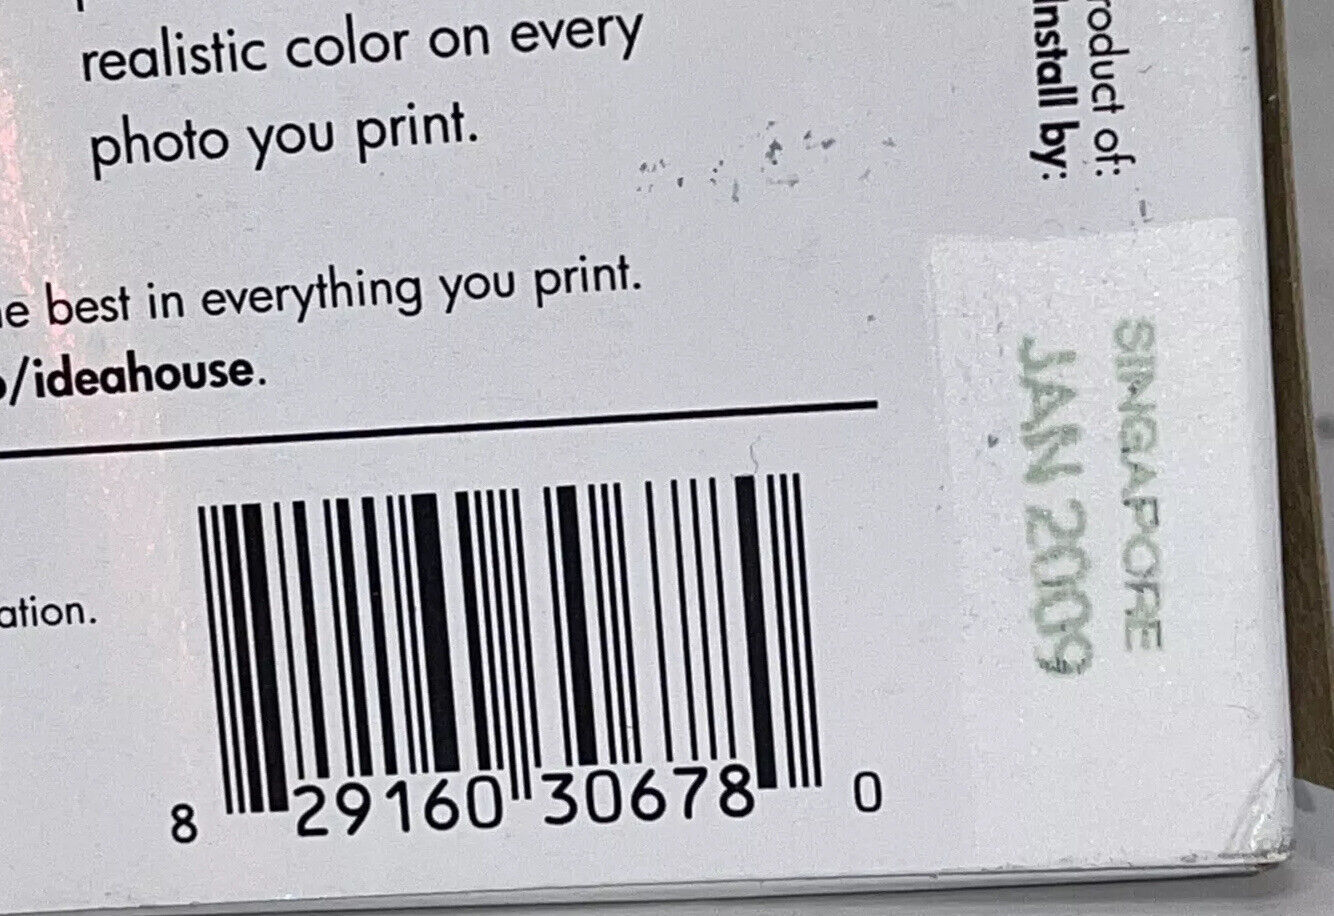 realistic color on every
photo you print.
e best in everything you print.
/ideahouse.
ation.
8 29160 30678 0
roduct of:
SINGAPORE
nstall by:
JAN 2009